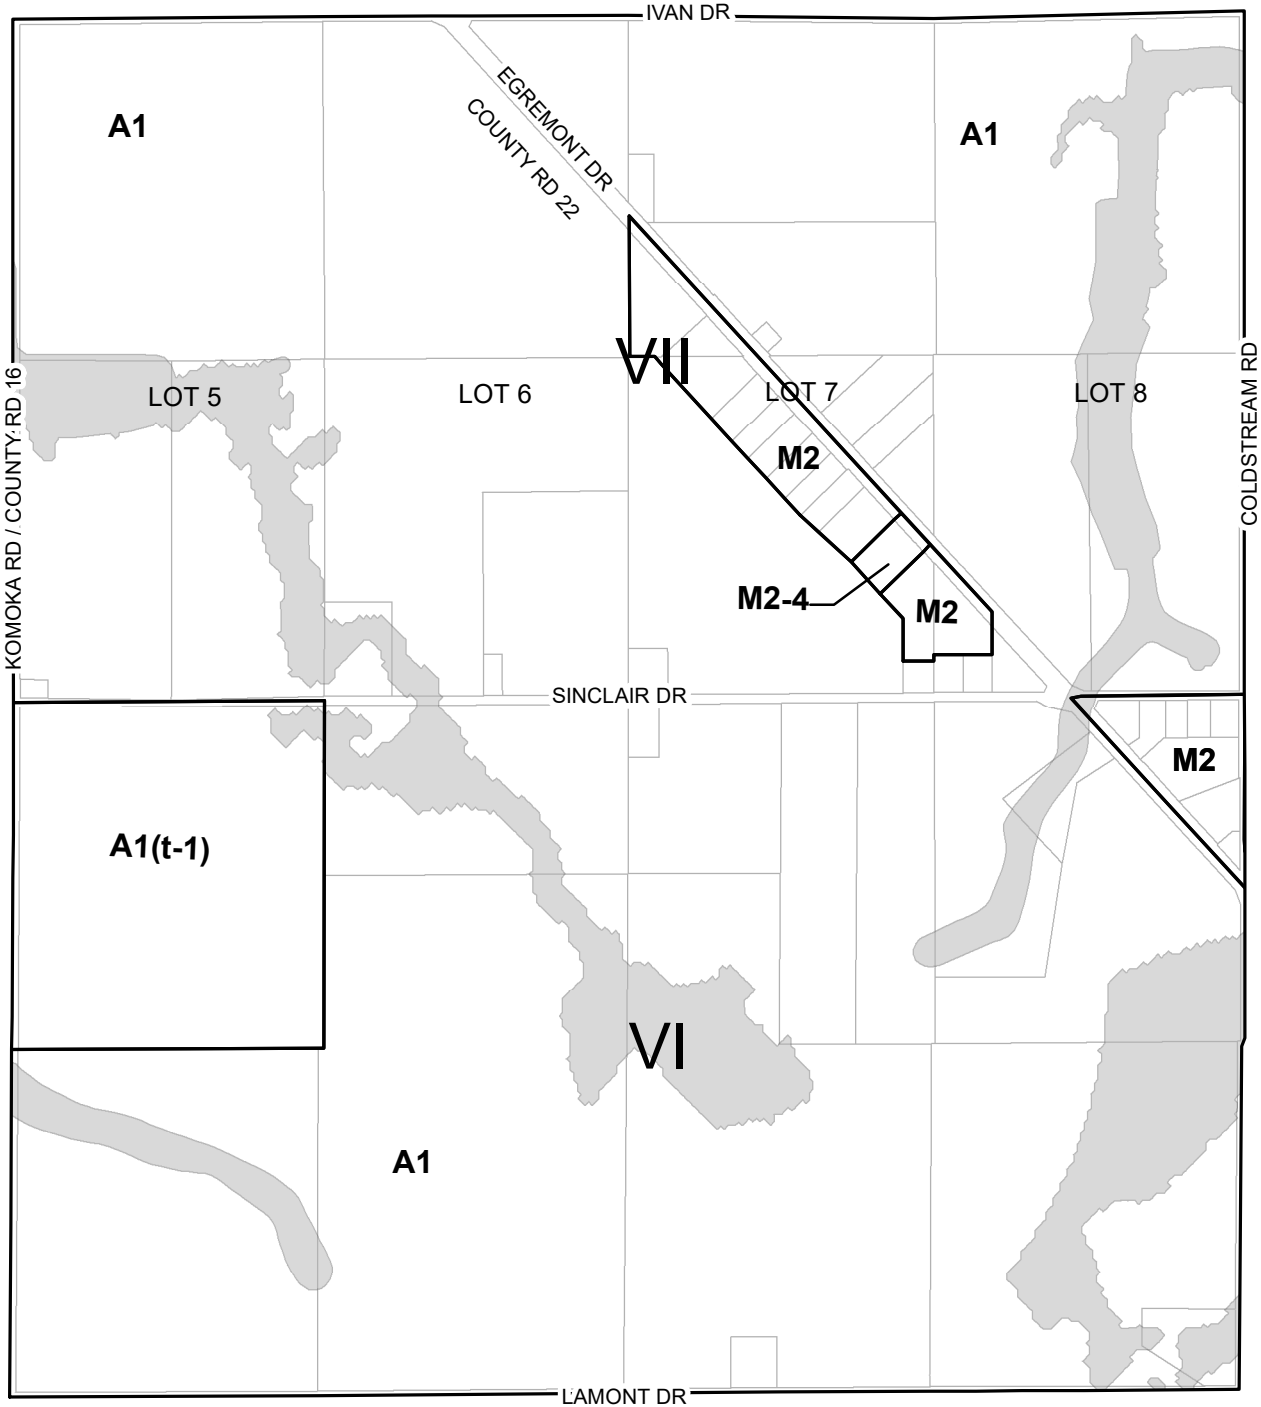 IVAN DR
A1
EGREMONT DR
COUNTY RD 22
A1
VII
LOT 5
LOT 6
LOT 7
LOT 8
KOMOKA RD / COUNTY RD 16
COLDSTREAM RD
M2
M2-4
M2
SINCLAIR DR
M2
A1(t-1)
VI
A1
LAMONT DR